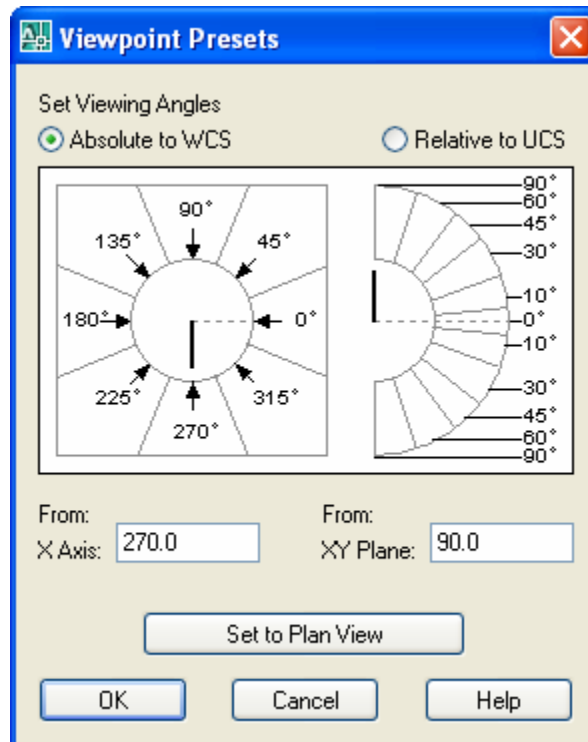 Viewpoint Presets
Set Viewing Angles
Absolute to WCS
Relative to UCS
90°
135°
45°
180°
0°
225°
315°
270°
90°
60°
45°
30°
10°
0°
10°
30°
45°
60°
90°
From:
X Axis: 270.0
From:
XY Plane: 90.0
Set to Plan View
OK
Cancel
Help